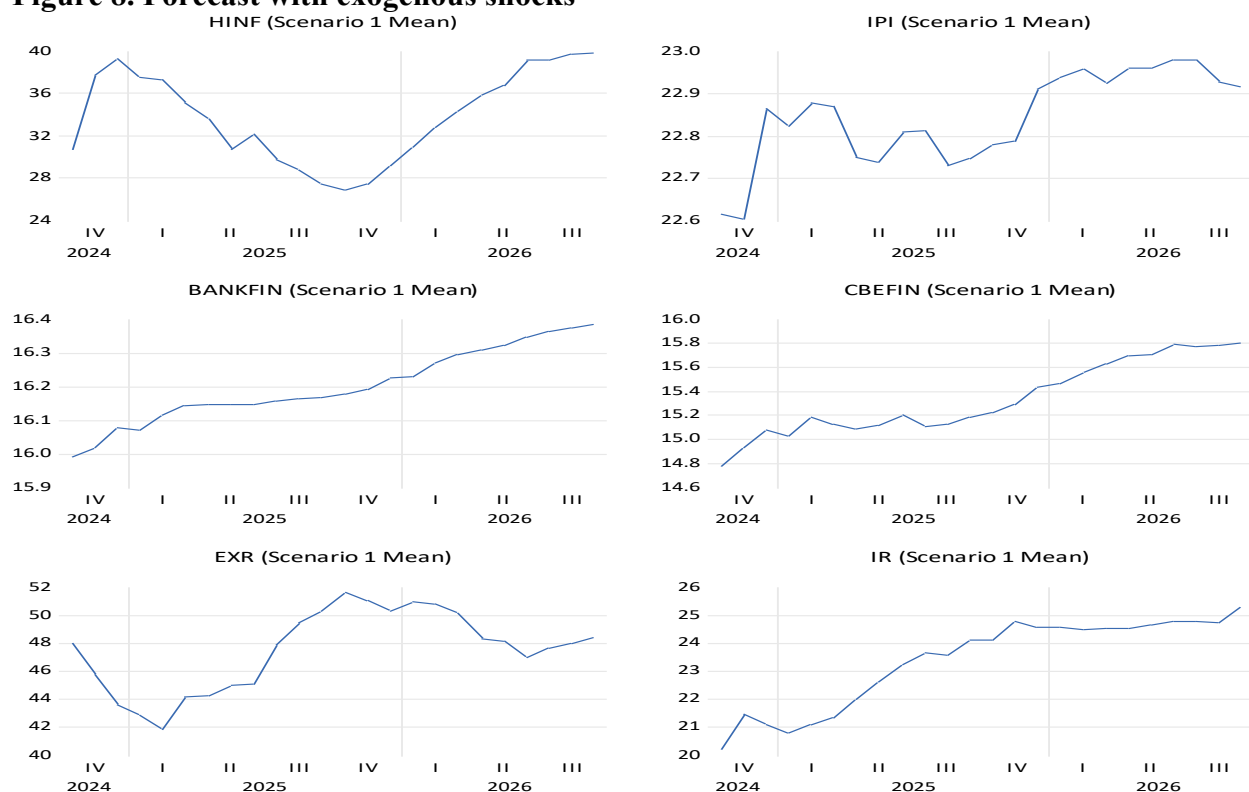 Figure 8. Forecast with exogenous shocks
HINF (Scenario 1 Mean)
40
36
32
28
24
IV I II III IV I II III
2024 2025 2026
IPI (Scenario 1 Mean)
23.0
22.9
22.8
22.7
22.6
IV I II III IV I II III
2024 2025 2026
BANKFIN (Scenario 1 Mean)
16.4
16.3
16.2
16.1
16.0
15.9
IV I II III IV I II III
2024 2025 2026
CBEFIN (Scenario 1 Mean)
16.0
15.8
15.6
15.4
15.2
15.0
14.8
14.6
IV I II III IV I II III
2024 2025 2026
EXR (Scenario 1 Mean)
52
50
48
46
44
42
40
IV I II III IV I II III
2024 2025 2026
IR (Scenario 1 Mean)
26
25
24
23
22
21
20
IV I II III IV I II III
2024 2025 2026